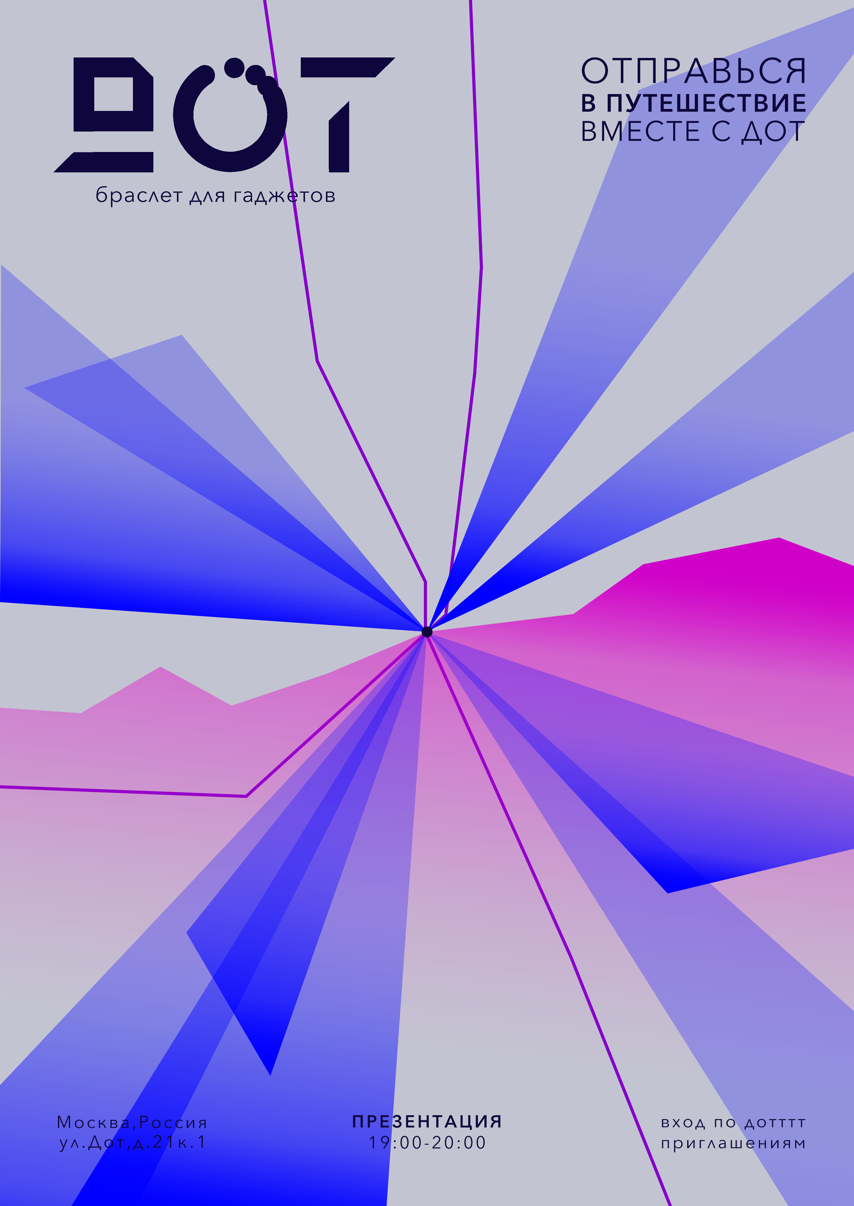 ДОТ
браслет для гаджетов
ОТПРАВЬСЯ
В ПУТЕШЕСТВИЕ
ВМЕСТЕ С ДОТ
Москва,Россия
ул.Дот,д.21к.1
ПРЕЗЕНТАЦИЯ
19:00-20:00
вход по дотттт
приглашениям